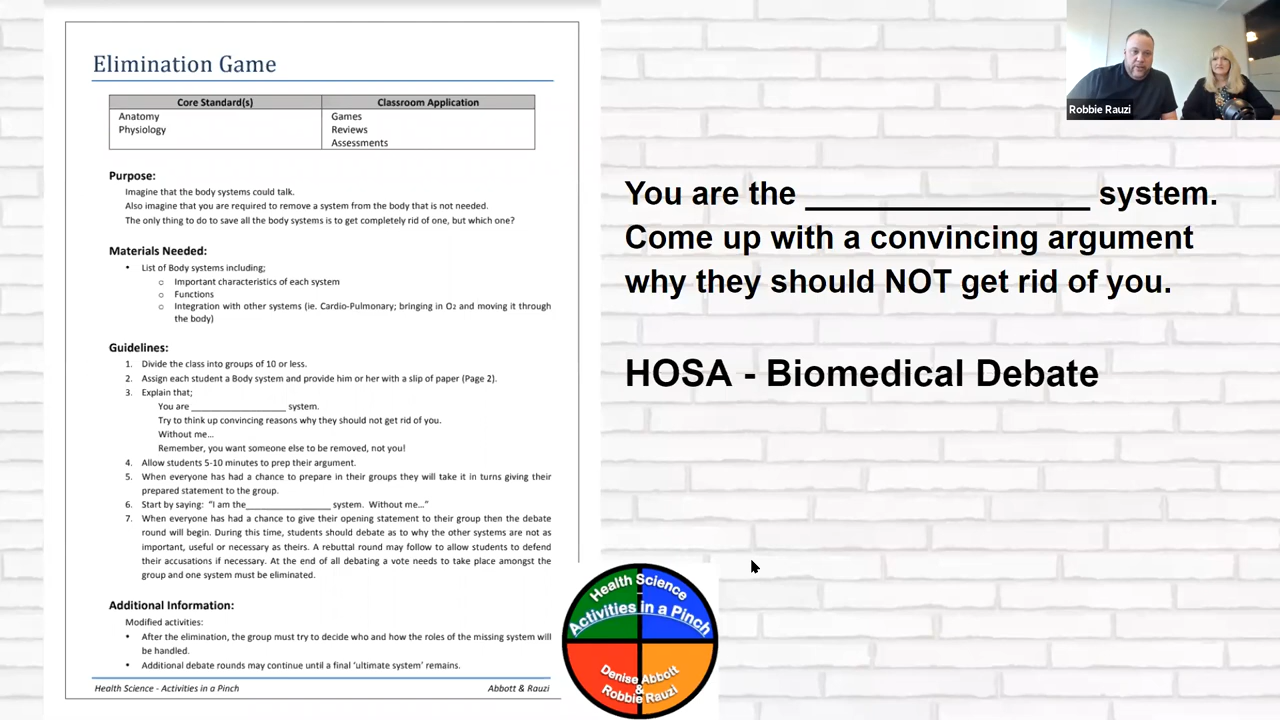 Elimination Game
Core Standard(s)
Classroom Application
Anatomy
Physiology
Games
Reviews
Assessments
Purpose:
Imagine that the body systems could talk.
Also imagine that you are required to remove a system from the body that is not needed.
The only thing to do to save all the body systems is to get completely rid of one, but which one?
Materials Needed:
• List of Body systems including;
o Important characteristics of each system
o Functions
o Integration with other systems (ie. Cardio-Pulmonary; bringing in O2 and moving it through
the body)
Guidelines:
1. Divide the class into groups of 10 or less.
2. Assign each student a Body system and provide him or her with a slip of paper (Page 2).
3. Explain that;
You are ____________________ system.
Try to think up convincing reasons why they should not get rid of you.
Without me…
Remember, you want someone else to be removed, not you!
4. Allow students 5-10 minutes to prep their argument.
5. When everyone has had a chance to prepare in their groups they will take it in turns giving their
prepared statement to the group.
6. Start by saying: “I am the__________________ system. Without me…”
7. When everyone has had a chance to give their opening statement to their group then the debate
round will begin. During this time, students should debate as to why the other systems are not as
important, useful or necessary as theirs. A rebuttal round may follow to allow students to defend
their accusations if necessary. At the end of all debating a vote needs to take place amongst the
group and one system must be eliminated.
Additional Information:
Modified activities:
• After the elimination, the group must try to decide who and how the roles of the missing system will
be handled.
• Additional debate rounds may continue until a final ‘ultimate system’ remains.
Health Science - Activities in a Pinch
Abbott & Rauzi
You are the ________________ system.
Come up with a convincing argument
why they should NOT get rid of you.
HOSA - Biomedical Debate
Health Science
Activities in a Pinch
Denise Abbott
&
Robbie Rauzi
Robbie Rauzi